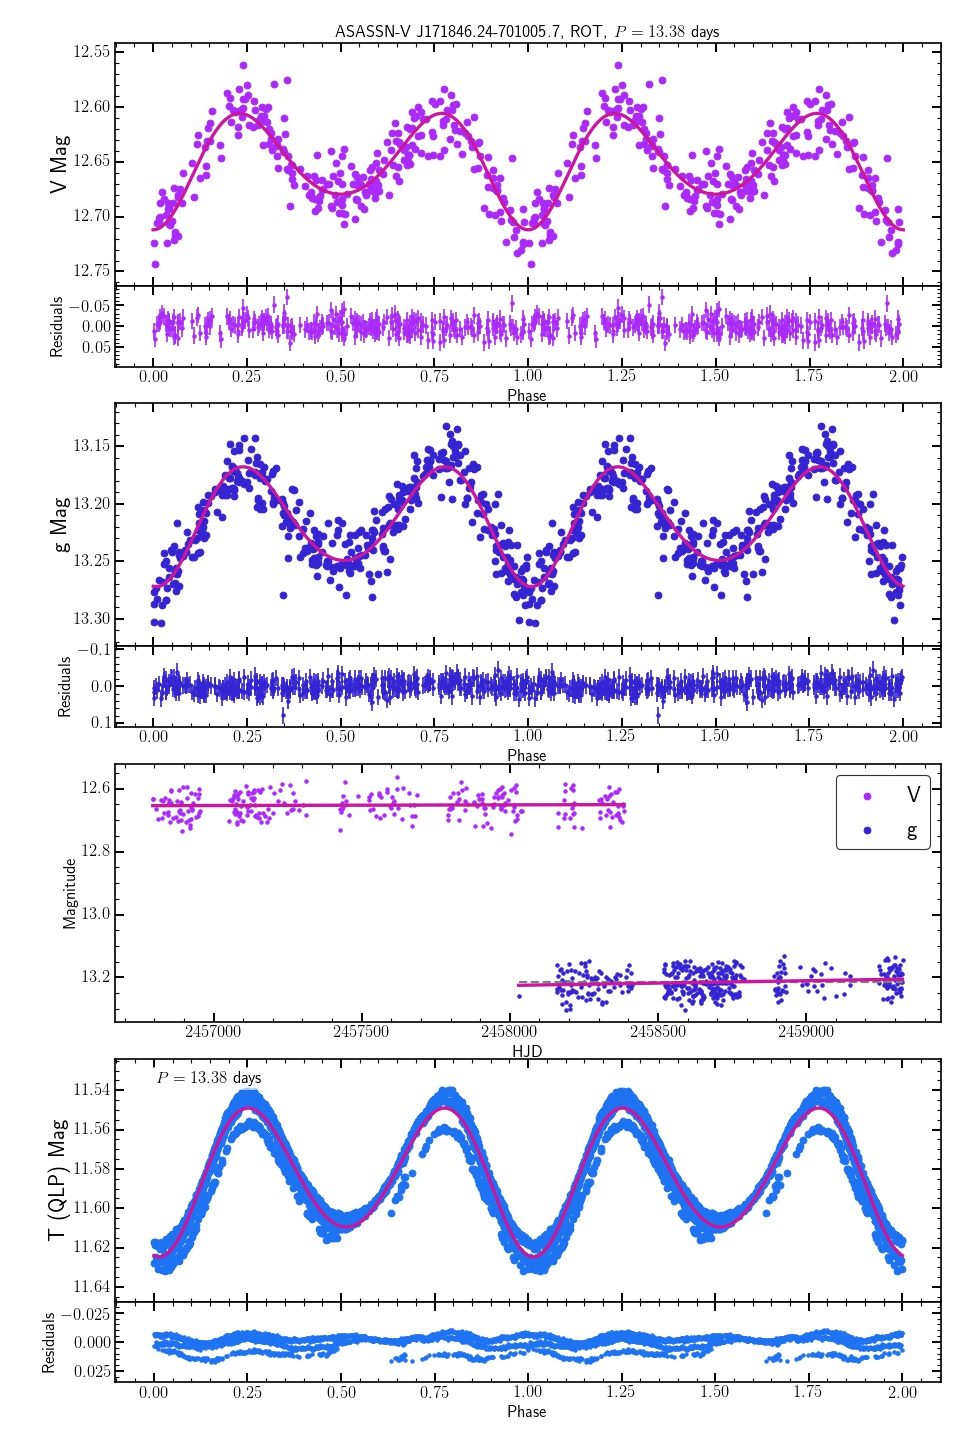 ASASSN-V J171846.24-701005.7, ROT, P = 13.38 days
12.55
12.60
12.65
12.70
12.75
V Mag
−0.05
0.00
0.05
Residuals
0.00 0.25 0.50 0.75 1.00 1.25 1.50 1.75 2.00
Phase
13.15
13.20
13.25
13.30
g Mag
−0.1
0.0
0.1
Residuals
0.00 0.25 0.50 0.75 1.00 1.25 1.50 1.75 2.00
Phase
12.6
12.8
13.0
13.2
Magnitude
V
g
2457000 2457500 2458000 2458500 2459000
HJD
P = 13.38 days
11.54
11.56
11.58
11.60
11.62
11.64
T (QLP) Mag
−0.025
0.000
0.025
Residuals
0.00 0.25 0.50 0.75 1.00 1.25 1.50 1.75 2.00
Phase